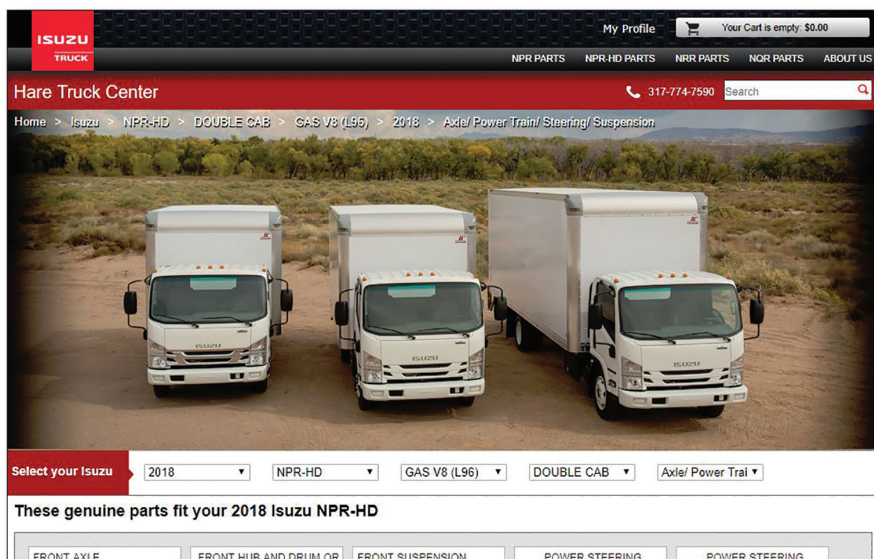 ISUZU
TRUCK
My Profile
Your Cart is empty: $0.00
NPR PARTS NPR-HD PARTS NRR PARTS NQR PARTS ABOUT US
Hare Truck Center
317-774-7590
Search
Home > Isuzu > NPR-HD > DOUBLE CAB > GAS V8 (L96) > 2018 > Axle/ Power Train/ Steering/ Suspension
ISUZU
ISUZU
ISUZU
Select your Isuzu
2018 NPR-HD GAS V8 (L96) DOUBLE CAB Axle/ Power Trai
These genuine parts fit your 2018 Isuzu NPR-HD
FRONT AXLE FRONT HUB AND DRUM OR FRONT SUSPENSION POWER STEERING POWER STEERING